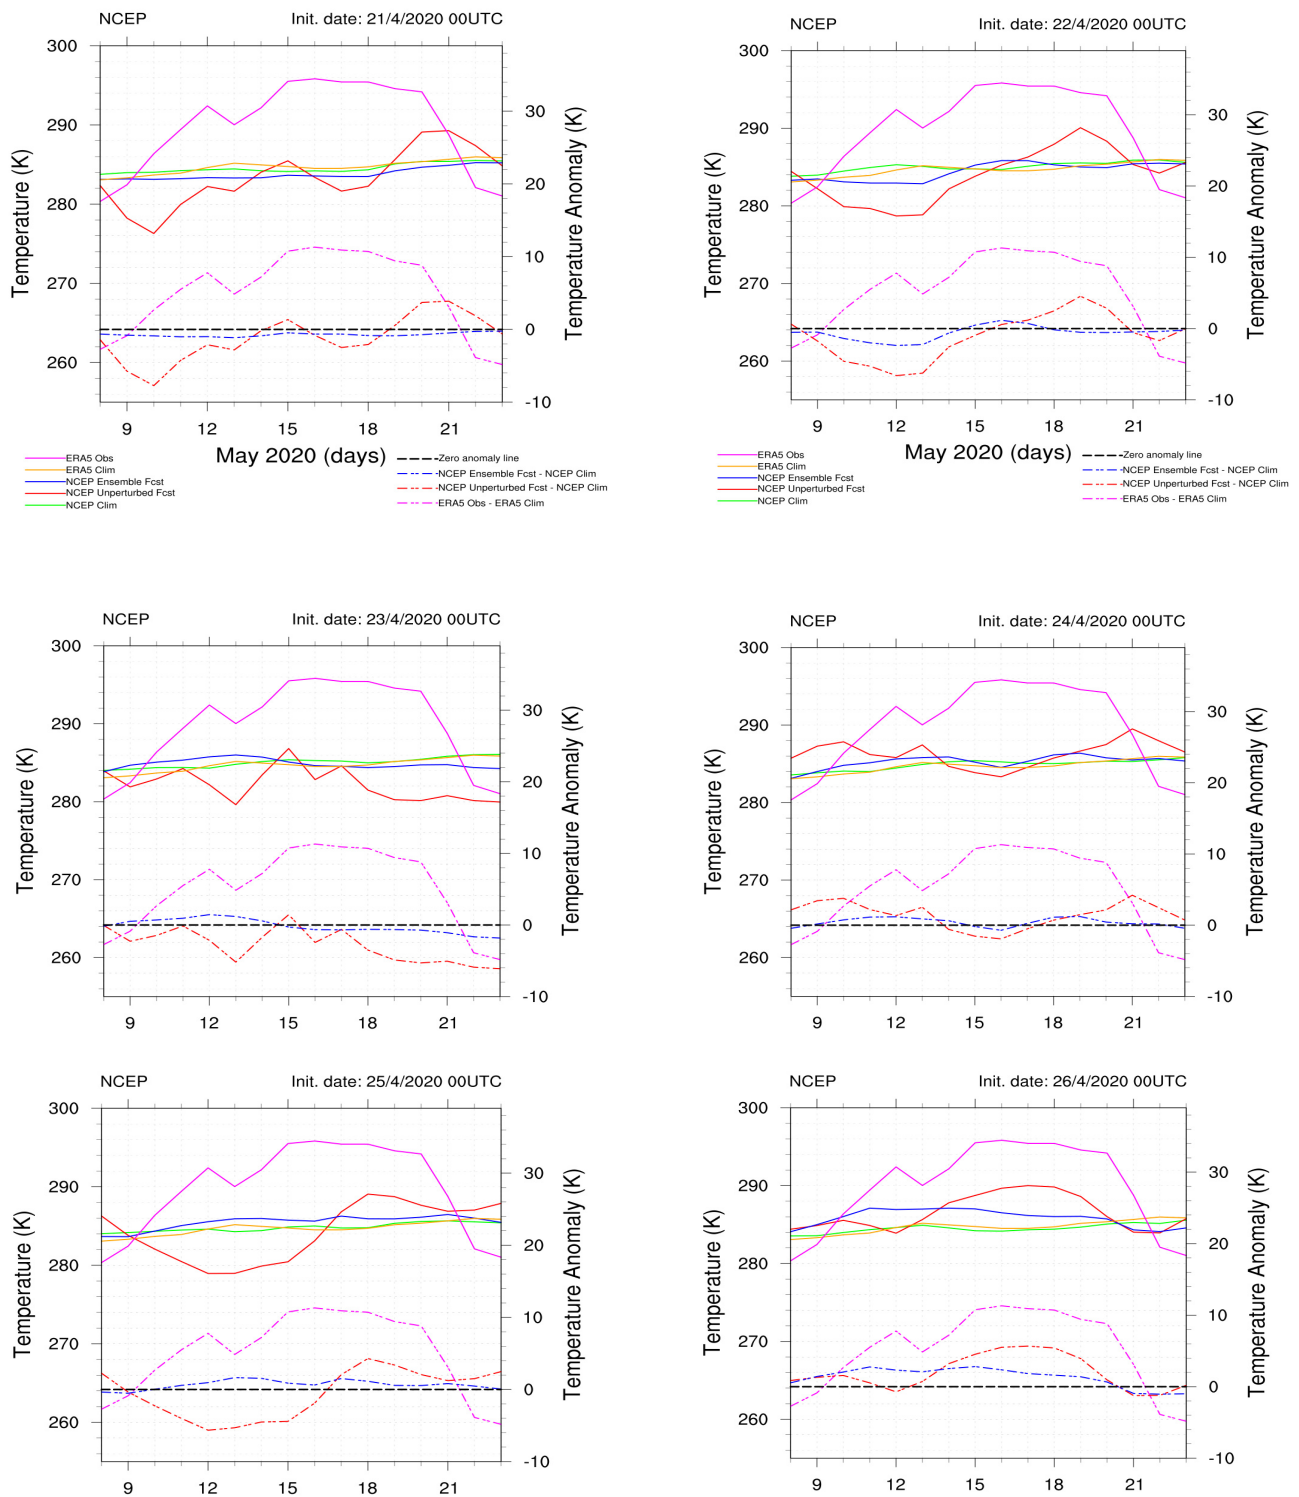 NCEP Init. date: 21/4/2020 00UTC
300
290
280
270
260
30
20
10
0
-10
Temperature (K)
Temperature Anomaly (K)
9 12 15 18 21
May 2020 (days)
ERA5 Obs
ERA5 Clim
NCEP Ensemble Fcst
NCEP Unperturbed Fcst
NCEP Clim
Zero anomaly line
NCEP Ensemble Fcst - NCEP Clim
NCEP Unperturbed Fcst - NCEP Clim
ERA5 Obs - ERA5 Clim
NCEP Init. date: 22/4/2020 00UTC
300
290
280
270
260
30
20
10
0
-10
Temperature (K)
Temperature Anomaly (K)
9 12 15 18 21
May 2020 (days)
ERA5 Obs
ERA5 Clim
NCEP Ensemble Fcst
NCEP Unperturbed Fcst
NCEP Clim
Zero anomaly line
NCEP Ensemble Fcst - NCEP Clim
NCEP Unperturbed Fcst - NCEP Clim
ERA5 Obs - ERA5 Clim
NCEP Init. date: 23/4/2020 00UTC
300
290
280
270
260
30
20
10
0
-10
Temperature (K)
Temperature Anomaly (K)
9 12 15 18 21
NCEP Init. date: 24/4/2020 00UTC
300
290
280
270
260
30
20
10
0
-10
Temperature (K)
Temperature Anomaly (K)
9 12 15 18 21
NCEP Init. date: 25/4/2020 00UTC
300
290
280
270
260
30
20
10
0
-10
Temperature (K)
Temperature Anomaly (K)
9 12 15 18 21
NCEP Init. date: 26/4/2020 00UTC
300
290
280
270
260
30
20
10
0
-10
Temperature (K)
Temperature Anomaly (K)
9 12 15 18 21